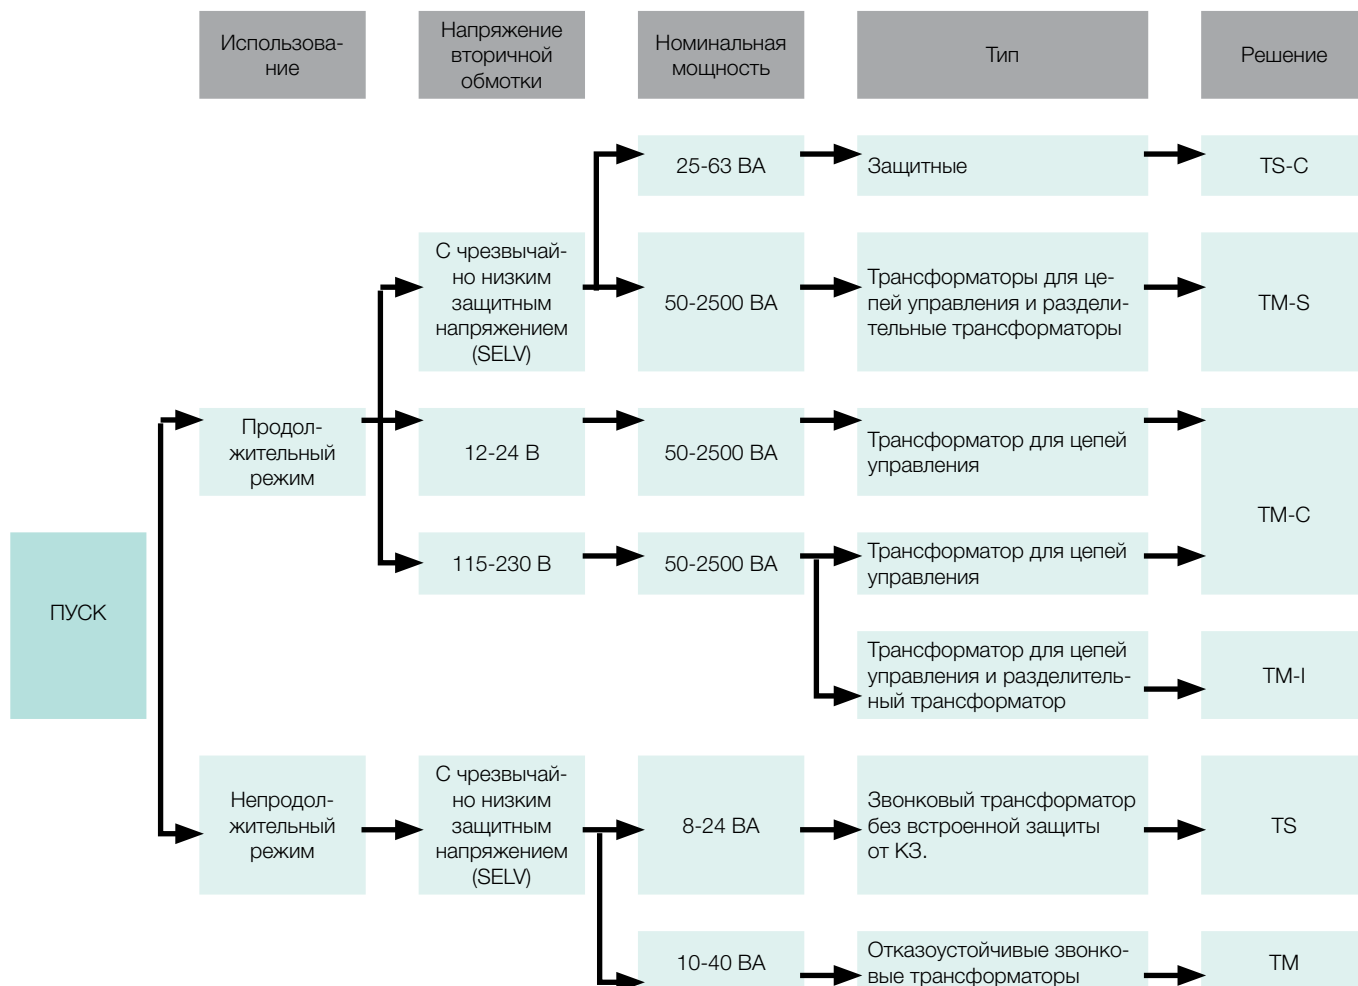 Использова-
ние
Напряжение
вторичной
обмотки
Номинальная
мощность
Тип
Решение
25-63 ВА
Защитные
TS-C
С чрезвычай-
но низким
защитным
напряжением
(SELV)
50-2500 ВА
Трансформаторы для це-
пей управления и раздели-
тельные трансформаторы
TM-S
Продол-
жительный
режим
12-24 В
50-2500 ВА
Трансформатор для цепей
управления
TM-C
115-230 В
50-2500 ВА
Трансформатор для цепей
управления
ПУСК
Трансформатор для цепей
управления и разделитель-
ный трансформатор
TM-I
Непродол-
жительный
режим
С чрезвычай-
но низким
защитным
напряжением
(SELV)
8-24 ВА
Звонковый трансформатор
без встроенной защиты
от КЗ.
TS
10-40 ВА
Отказоустойчивые звонко-
вые трансформаторы
TM